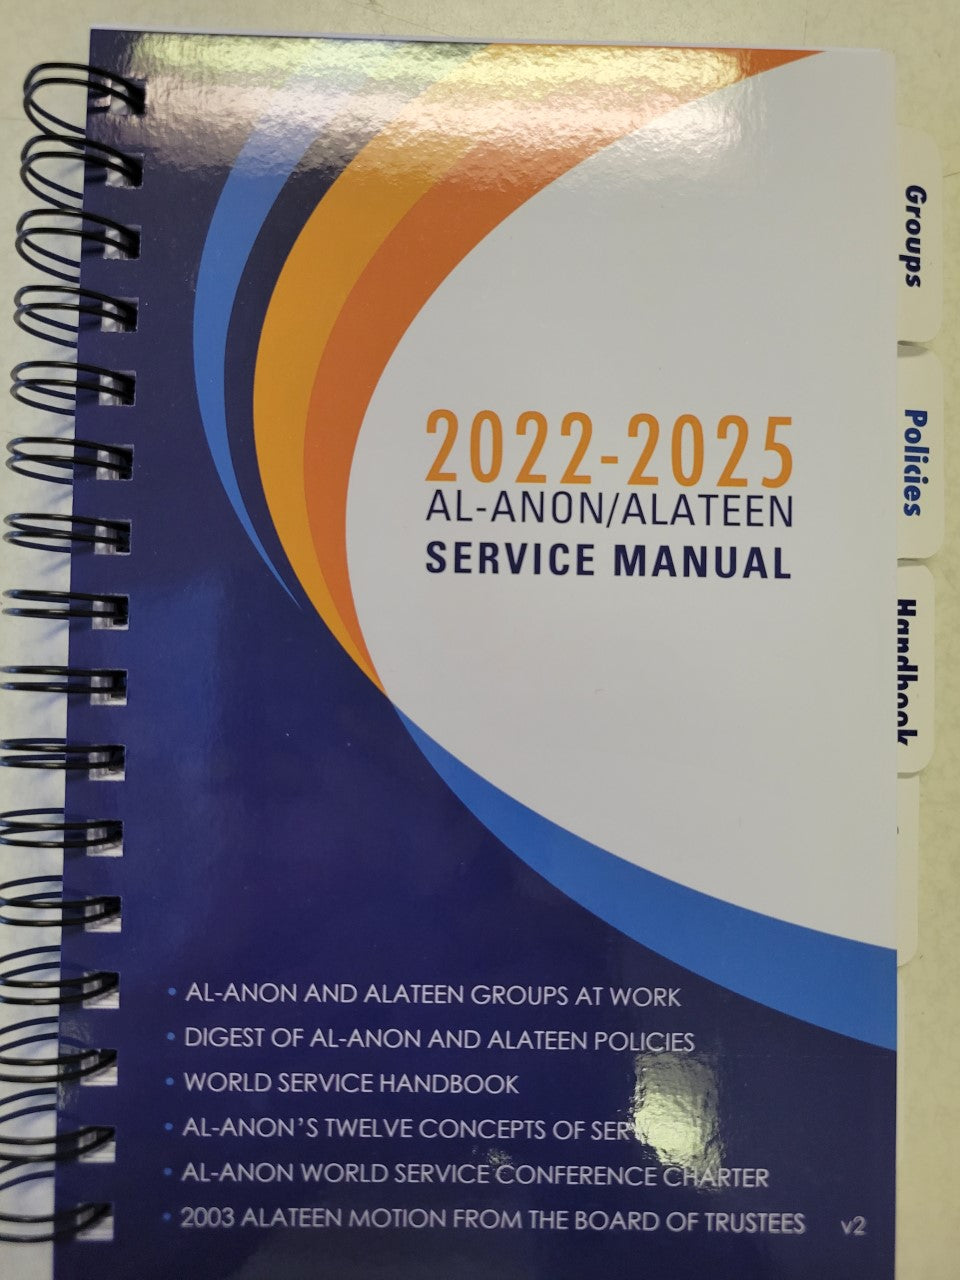 2022-2025
AL-ANON/ALATEEN
SERVICE MANUAL
• AL-ANON AND ALATEEN GROUPS AT WORK
• DIGEST OF AL-ANON AND ALATEEN POLICIES
• WORLD SERVICE HANDBOOK
• AL-ANON'S TWELVE CONCEPTS OF
• AL-ANON WORLD SERVICE CONFERENCE CHARTER
• 2003 ALATEEN MOTION FROM THE BOARD OF TRUSTEES v2
Groups
Policies
Handbook